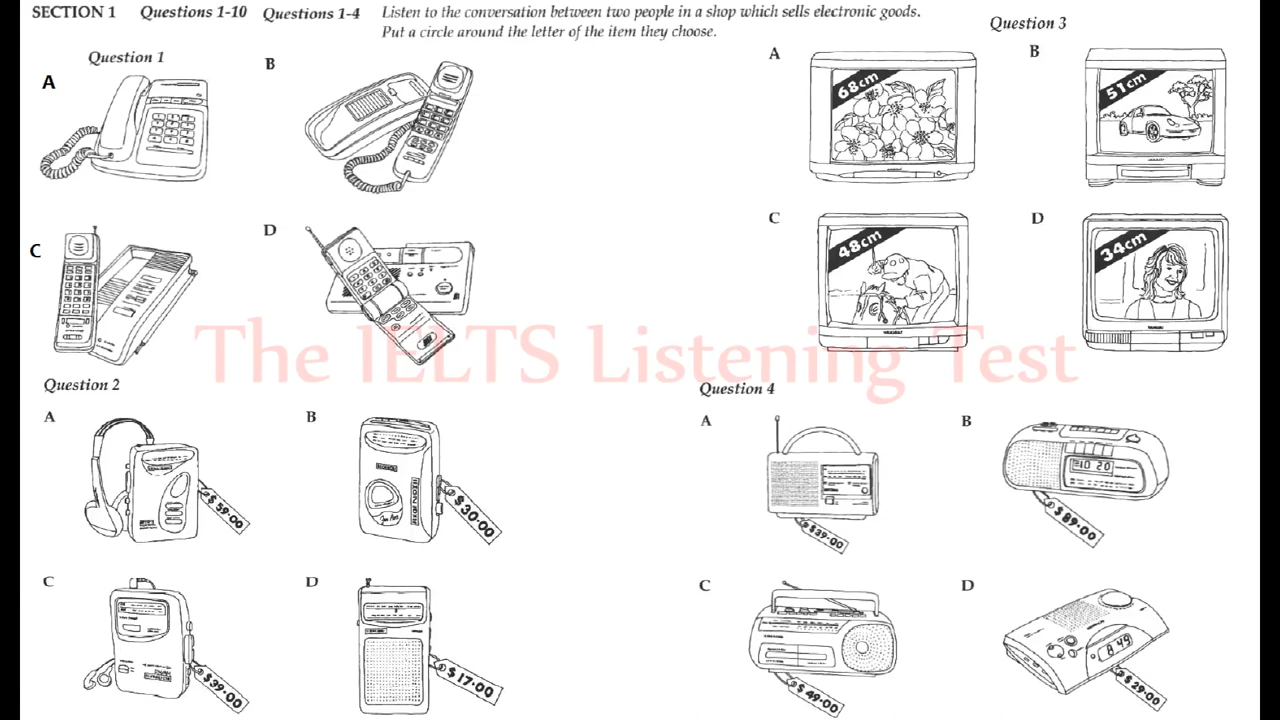 SECTION 1 Questions 1-10 Questions 1-4 Listen to the conversation between two people in a shop which sells electronic goods.
Put a circle around the letter of the item they choose.
Question 1
A
B
C
D
Question 2
A
$59.00
B
$30.00
C
$39.00
D
$17.00
Question 3
A
68cm
B
51cm
C
48cm
D
34cm
Question 4
A
$39.00
B
10 20
$89.00
C
$49.00
D
8:49
$29.00
The IELTS Listening Test